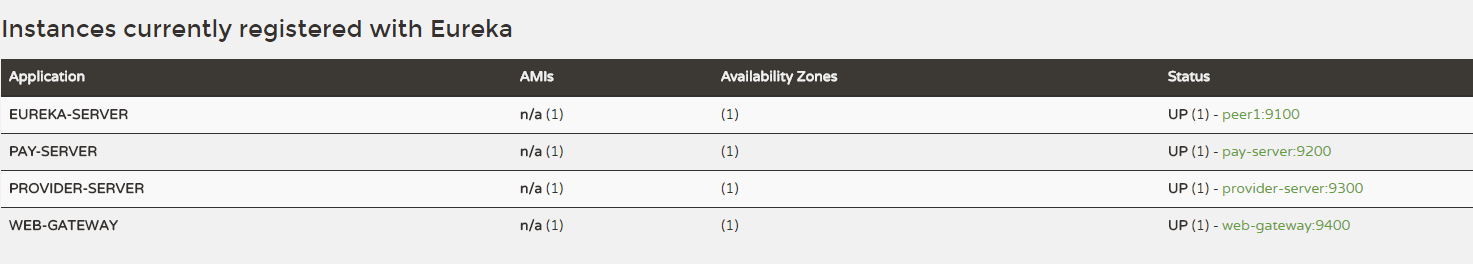 Instances currently registered with Eureka
Application AMIs Availability Zones Status
EUREKA-SERVER n/a (1) (1) UP (1) - peer1:9100
PAY-SERVER n/a (1) (1) UP (1) - pay-server:9200
PROVIDER-SERVER n/a (1) (1) UP (1) - provider-server:9300
WEB-GATEWAY n/a (1) (1) UP (1) - web-gateway:9400